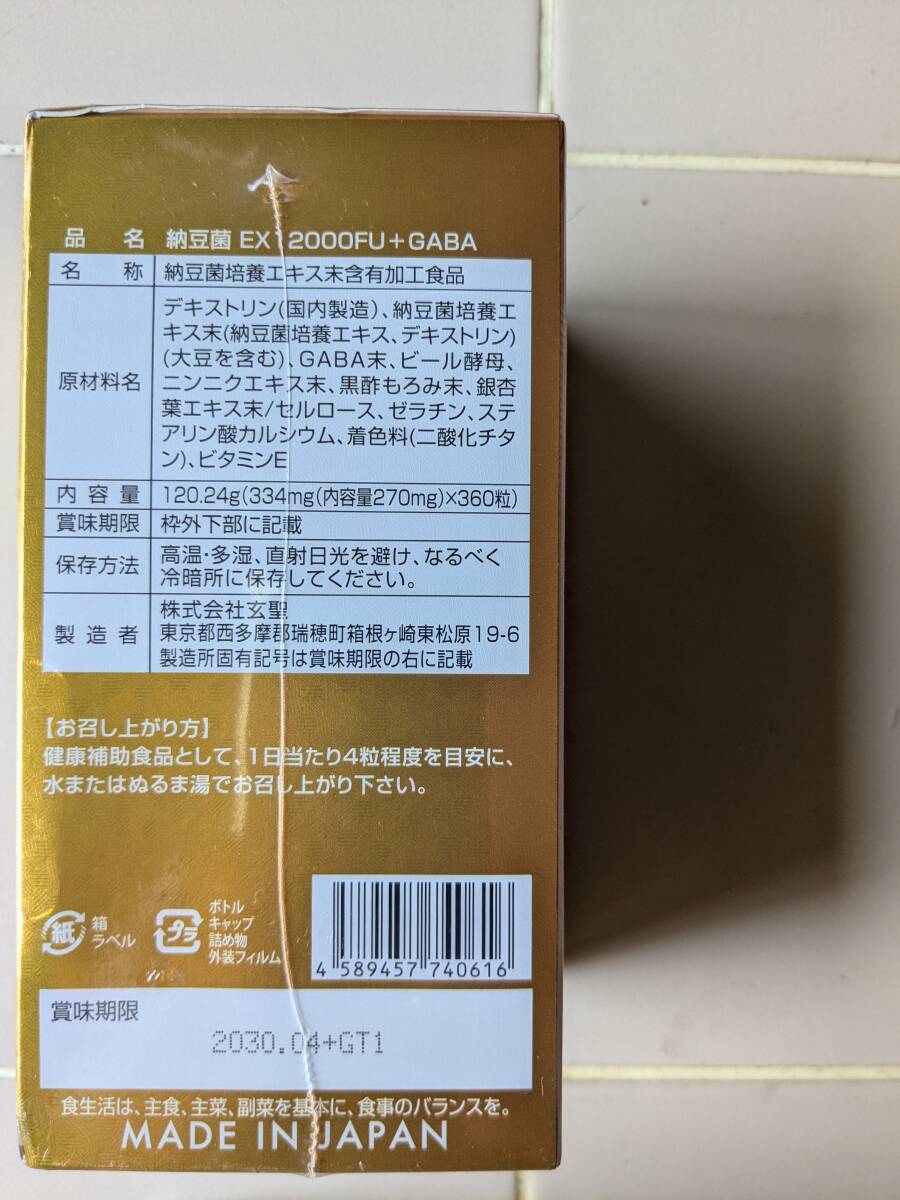 品名 納豆菌 EX12000FU+GABA
名称 納豆菌培養エキス末含有加工食品
原材料名 デキストリン(国内製造)、納豆菌培養エ
キス末(納豆菌培養エキス、デキストリン)
(大豆を含む)、GABA末、ビール酵母、
ニンニクエキス末、黒酢もろみ末、銀杏
葉エキス末/セルロース、ゼラチン、ステ
アリン酸カルシウム、着色料(二酸化チタ
ン)、ビタミンE
内容量 120.24g(334mg(内容量270mg)×360粒)
賞味期限 枠外下部に記載
保存方法 高温・多湿、直射日光を避け、なるべく
冷暗所に保存してください。
製造者 株式会社玄聖
東京都西多摩郡瑞穂町箱根ヶ崎東松原19-6
製造所固有記号は賞味期限の右に記載
【お召し上がり方】
健康補助食品として、1日当たり4粒程度を目安に、
水またはぬるま湯でお召し上がり下さい。
紙 箱
ラベル
プラ ボトル
キャップ
詰め物
外装フィルム
4 589457 740616
賞味期限
2030.04+GT1
食生活は、主食、主菜、副菜を基本に、食事のバランスを。
MADE IN JAPAN